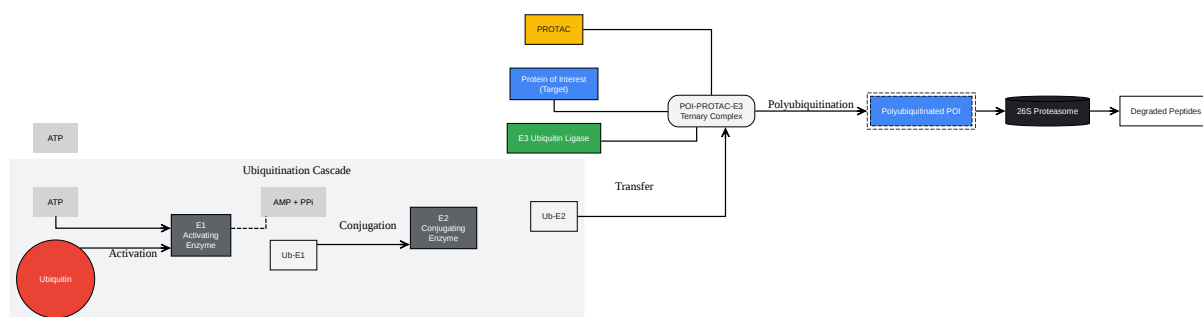 PROTAC
Protein of Interest
(Target)
POI-PROTAC-E3
Ternary Complex
Polyubiquitination
Polyubiquitinated POI
26S Proteasome
Degraded Peptides
E3 Ubiquitin Ligase
ATP
Ubiquitination Cascade
ATP
AMP + PPi
Transfer
E1
Activating
Enzyme
Conjugation
E2
Conjugating
Enzyme
Ub-E2
Activation
Ub-E1
Ubiquitin